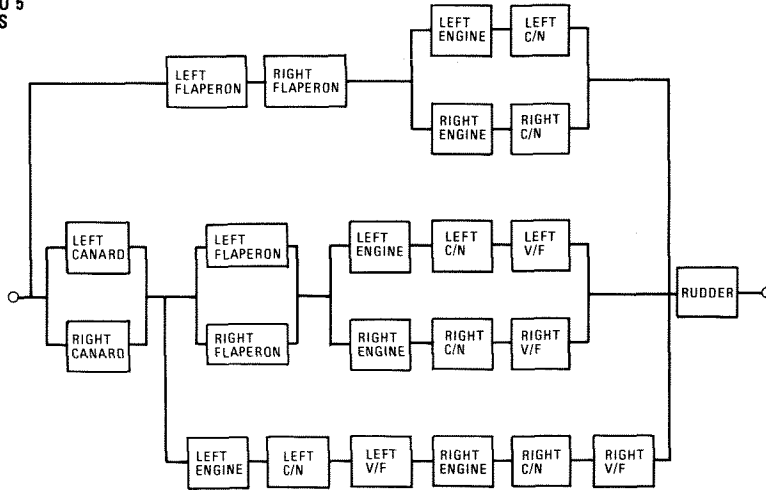 LEFT ENGINE
LEFT C/N
LEFT FLAPERON
RIGHT FLAPERON
RIGHT ENGINE
RIGHT C/N
LEFT CANARD
LEFT FLAPERON
LEFT ENGINE
LEFT C/N
LEFT V/F
RUDDER
RIGHT CANARD
RIGHT FLAPERON
RIGHT ENGINE
RIGHT C/N
RIGHT V/F
LEFT ENGINE
LEFT C/N
LEFT V/F
RIGHT ENGINE
RIGHT C/N
RIGHT V/F